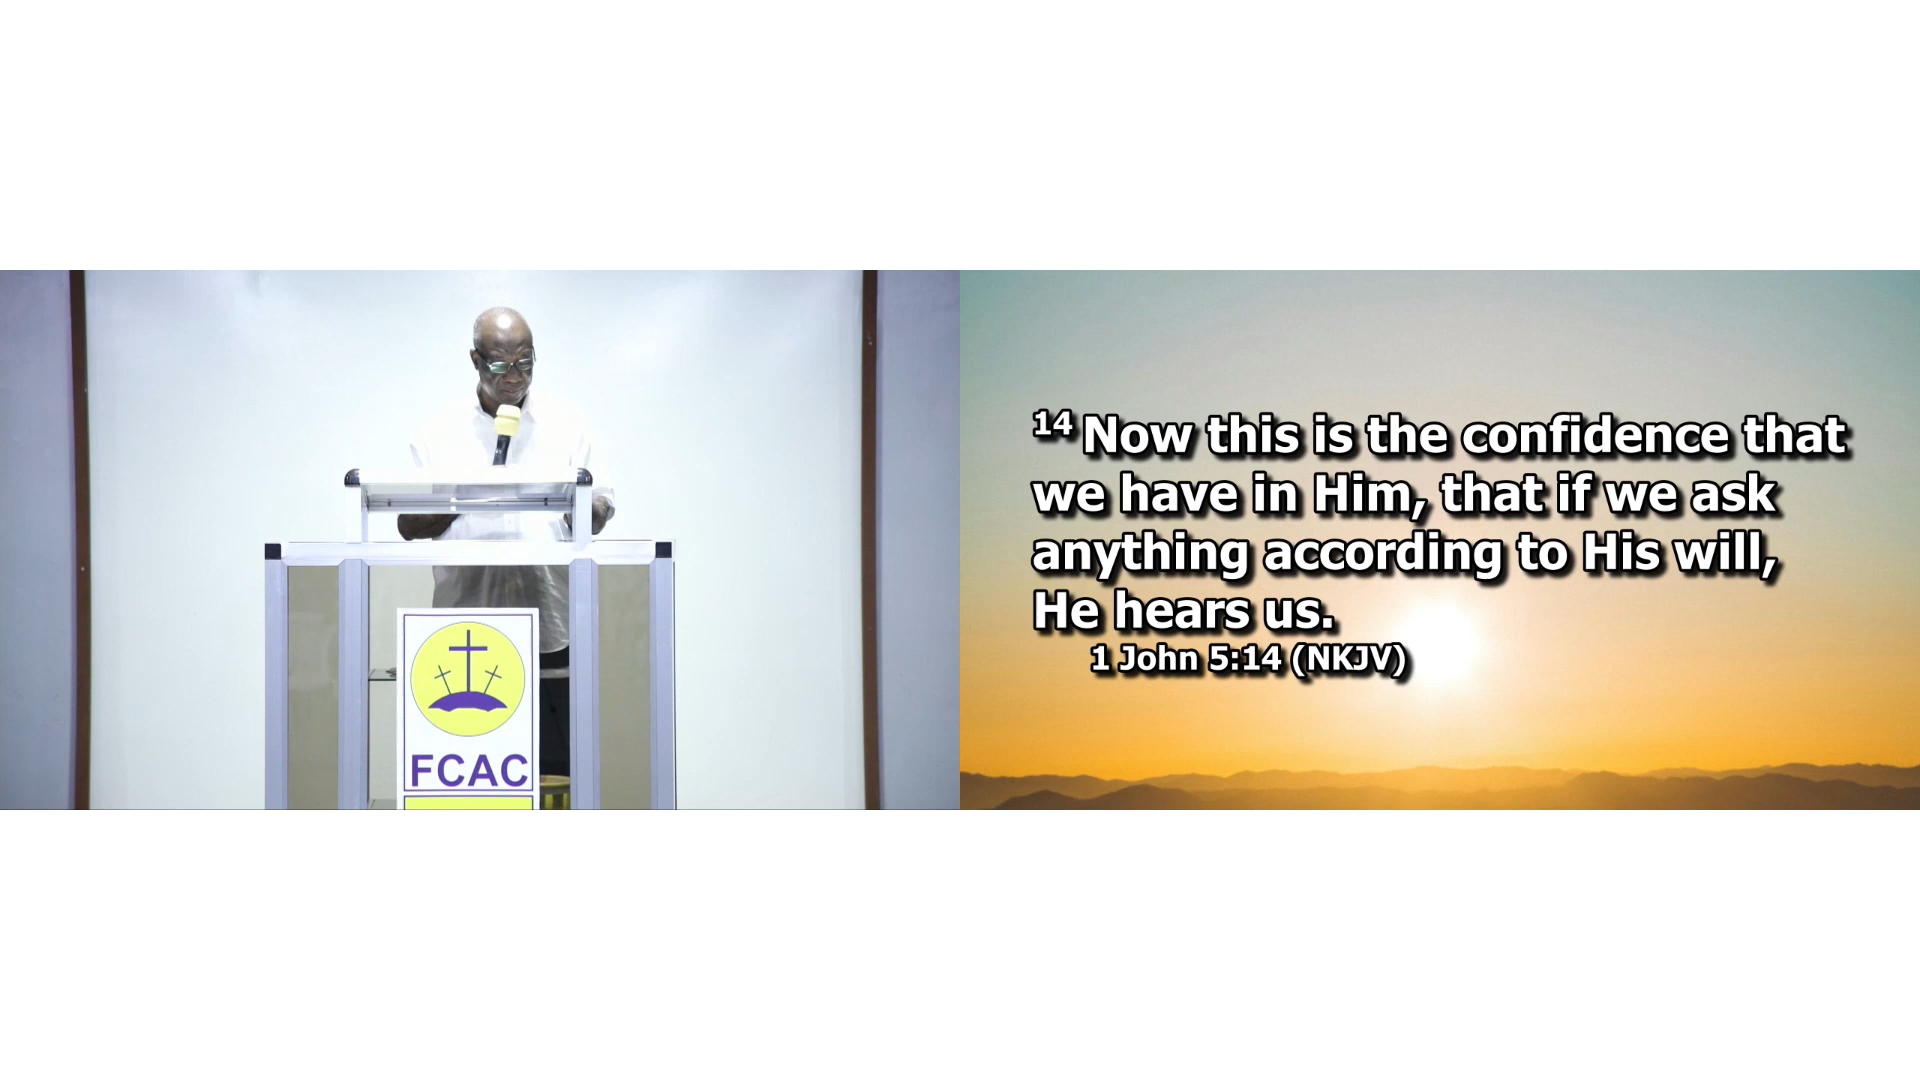 FCAC
14 Now this is the confidence that
we have in Him, that if we ask
anything according to His will,
He hears us.
1 John 5:14 (NKJV)